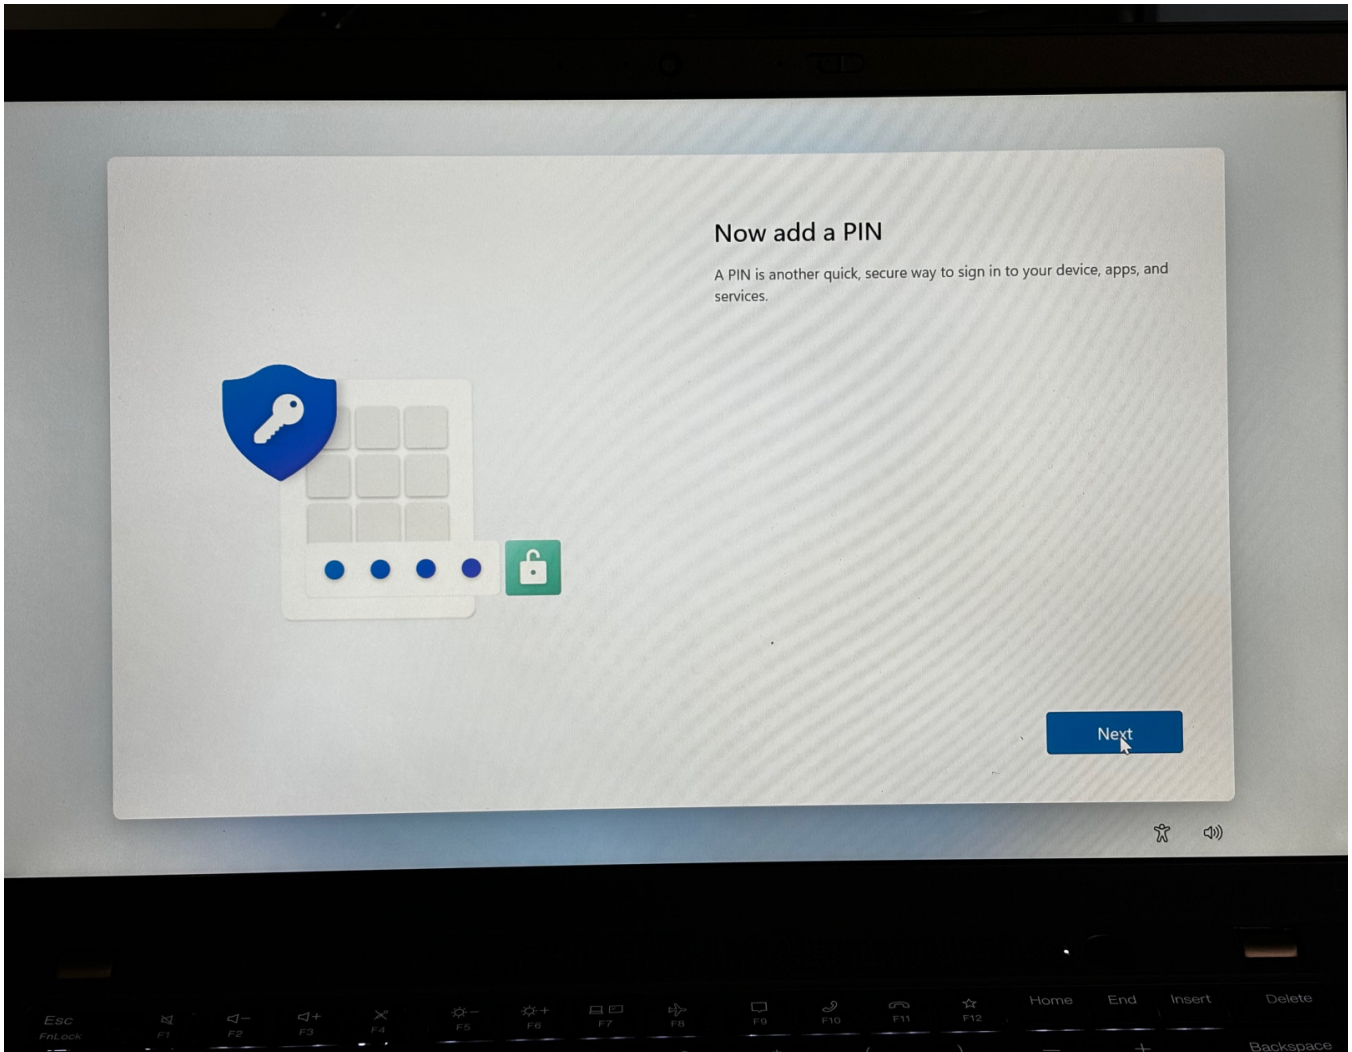 Now add a PIN
A PIN is another quick, secure way to sign in to your device, apps, and
services.
Next
Home End Insert Delete
Esc
FnLock F1 F2 F3 F4 F5 F6 F7 F8 F9 F10 F11 F12
Backspace